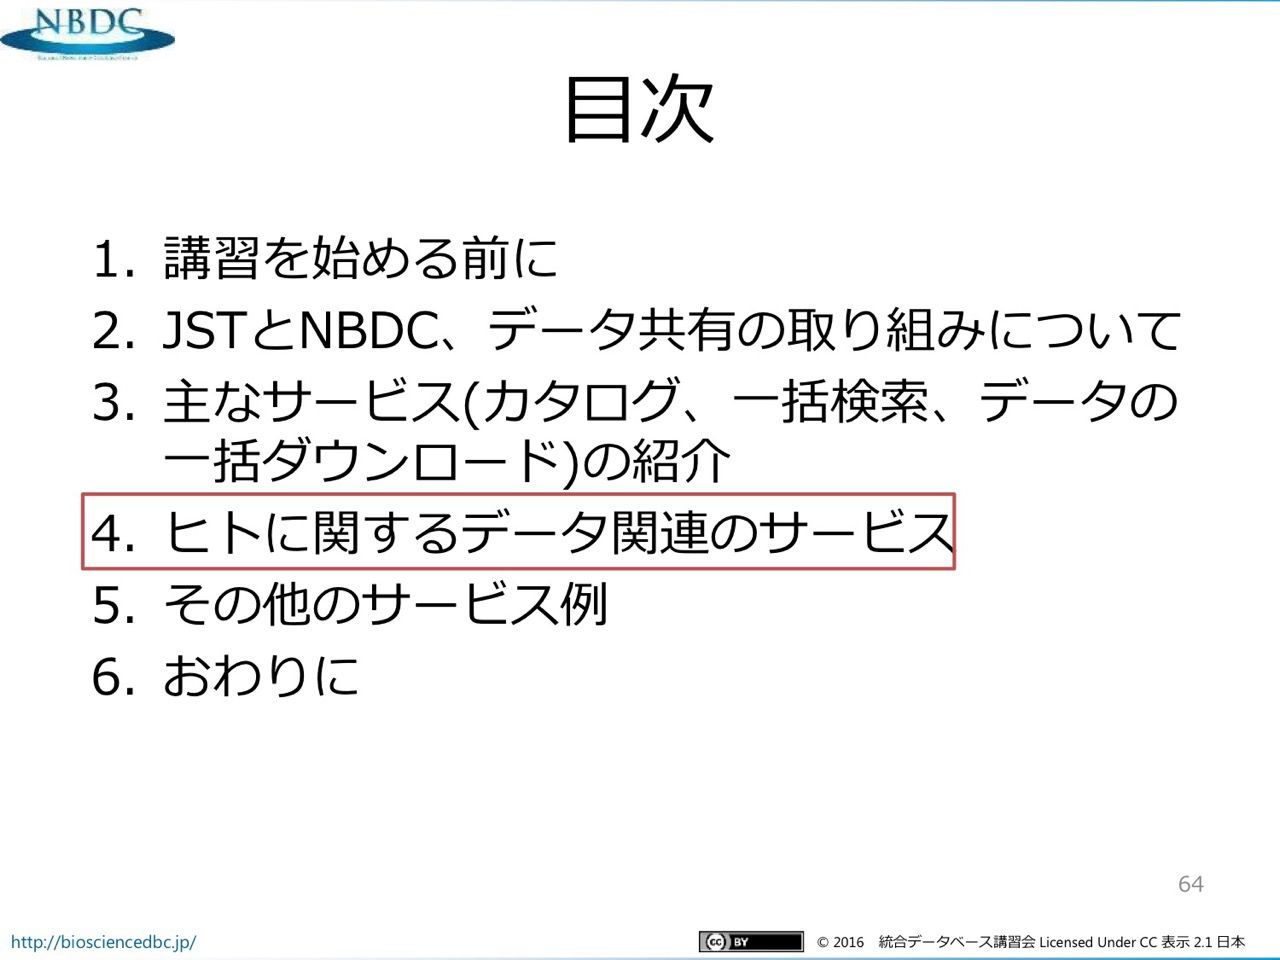 NBDC
目次
1. 講習を始める前に
2. JSTとNBDC、データ共有の取り組みについて
3. 主なサービス(カタログ、一括検索、データの
一括ダウンロード)の紹介
4. ヒトに関するデータ関連のサービス
5. その他のサービス例
6. おわりに
64
http://biosciencedbc.jp/
cc BY
© 2016 統合データベース講習会 Licensed Under CC 表示 2.1 日本